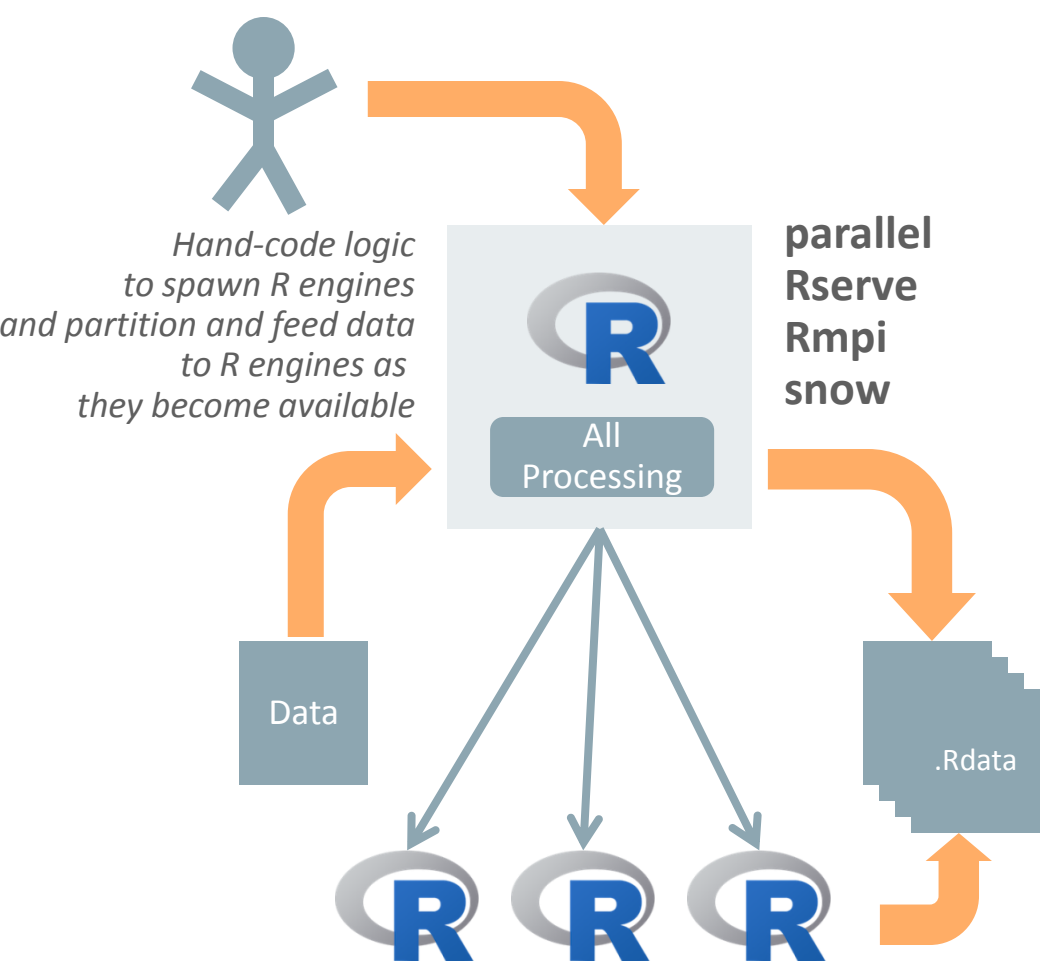 Hand-code logic
to spawn R engines
and partition and feed data
to R engines as
they become available
R
All
Processing
parallel
Rserve
Rmpi
snow
Data
.Rdata
R
R
R